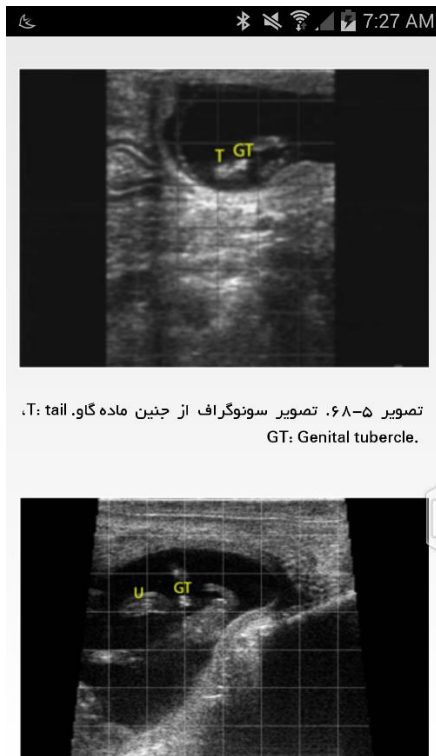 7:27 AM
T GT
تصویر ۵-۶۸. تصویر سونوگراف از جنین ماده گاو. T: tail،
GT: Genital tubercle.
U GT